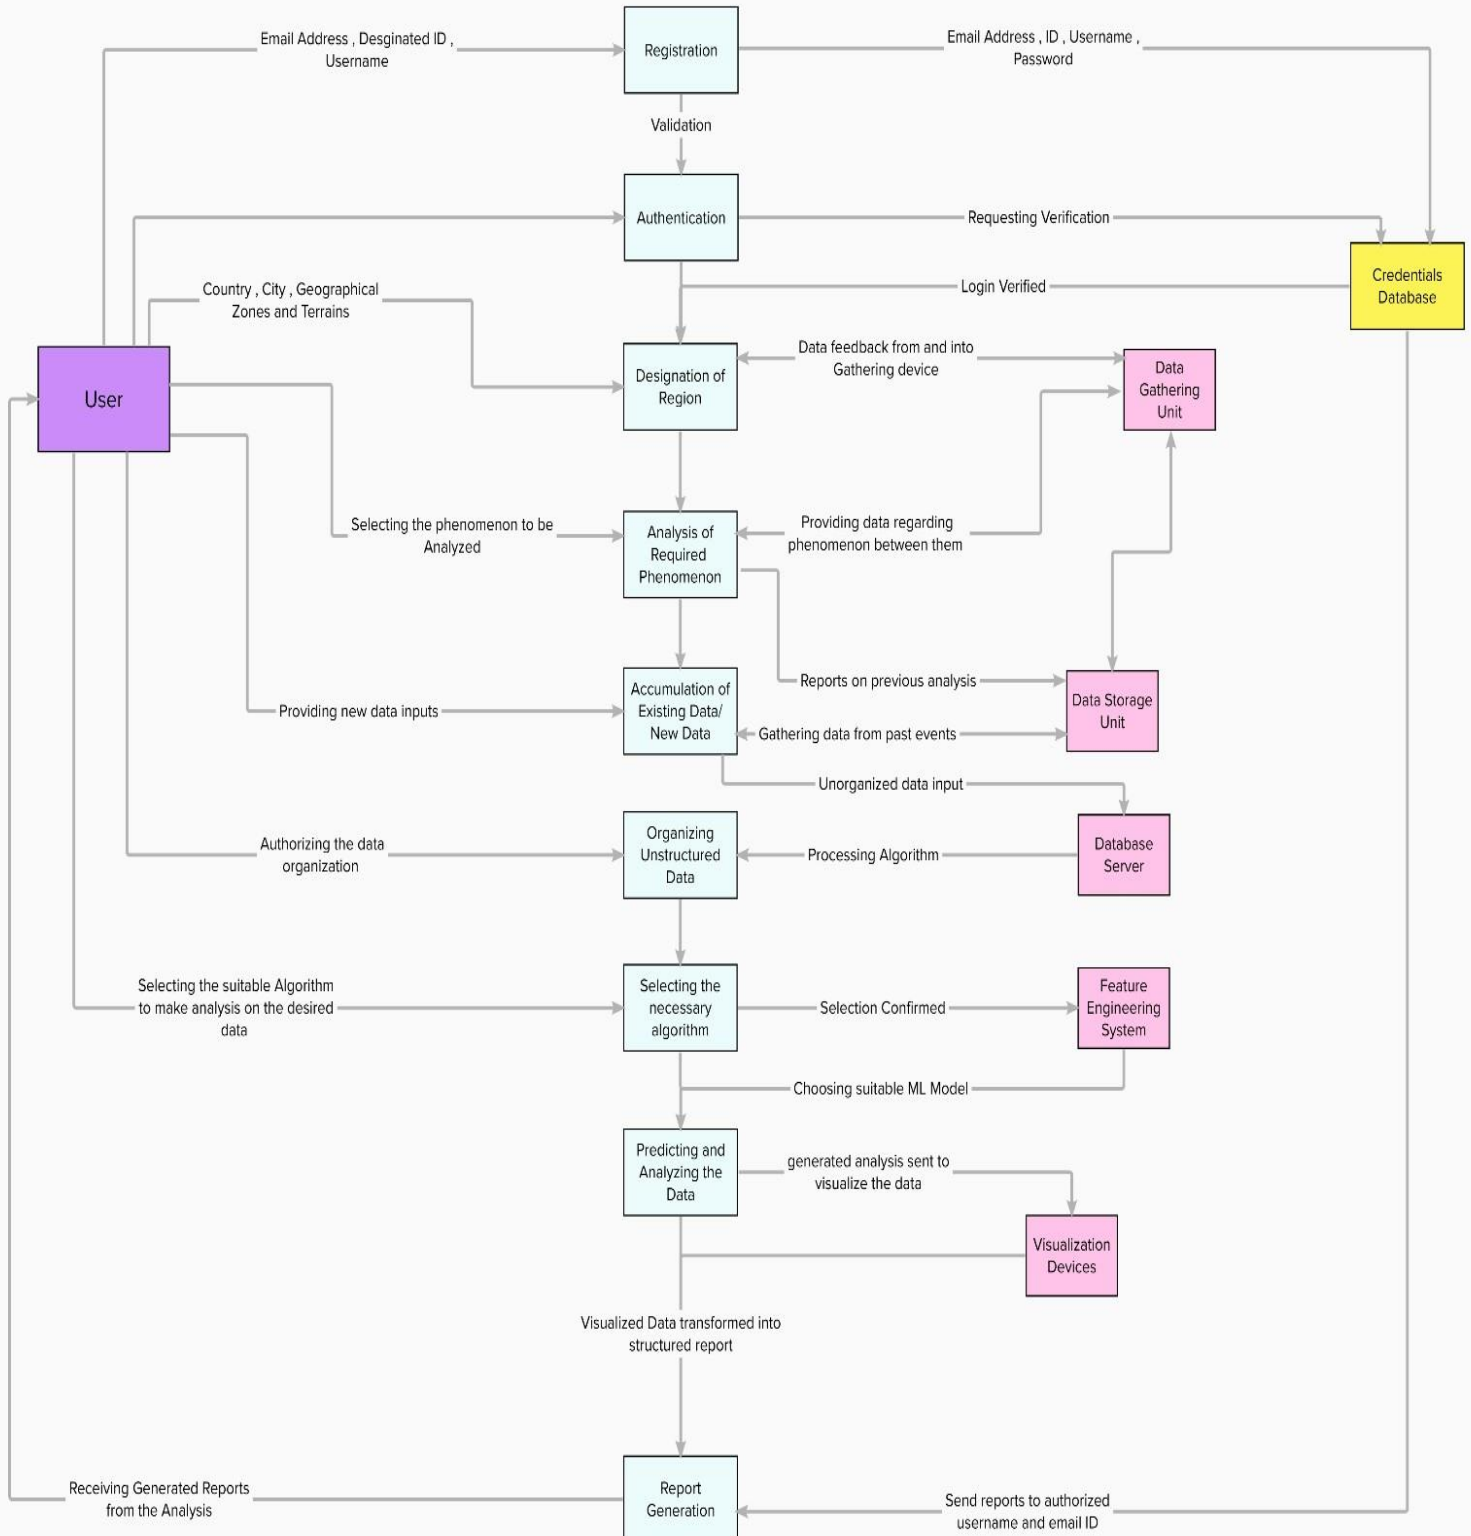 Email Address , Desginated ID ,
Username
Registration
Email Address , ID , Username ,
Password
Validation
Authentication
Requesting Verification
Credentials
Database
Login Verified
Country , City , Geographical
Zones and Terrains
User
Designation of
Region
Data feedback from and into
Gathering device
Data
Gathering
Unit
Selecting the phenomenon to be
Analyzed
Analysis of
Required
Phenomenon
Providing data regarding
phenomenon between them
Reports on previous analysis
Data Storage
Unit
Providing new data inputs
Accumulation of
Existing Data/
New Data
Gathering data from past events
Unorganized data input
Authorizing the data
organization
Organizing
Unstructured
Data
Processing Algorithm
Database
Server
Selecting the suitable Algorithm
to make analysis on the desired
data
Selecting the
necessary
algorithm
Selection Confirmed
Feature
Engineering
System
Choosing suitable ML Model
Predicting and
Analyzing the
Data
generated analysis sent to
visualize the data
Visualization
Devices
Visualized Data transformed into
structured report
Receiving Generated Reports
from the Analysis
Report
Generation
Send reports to authorized
username and email ID